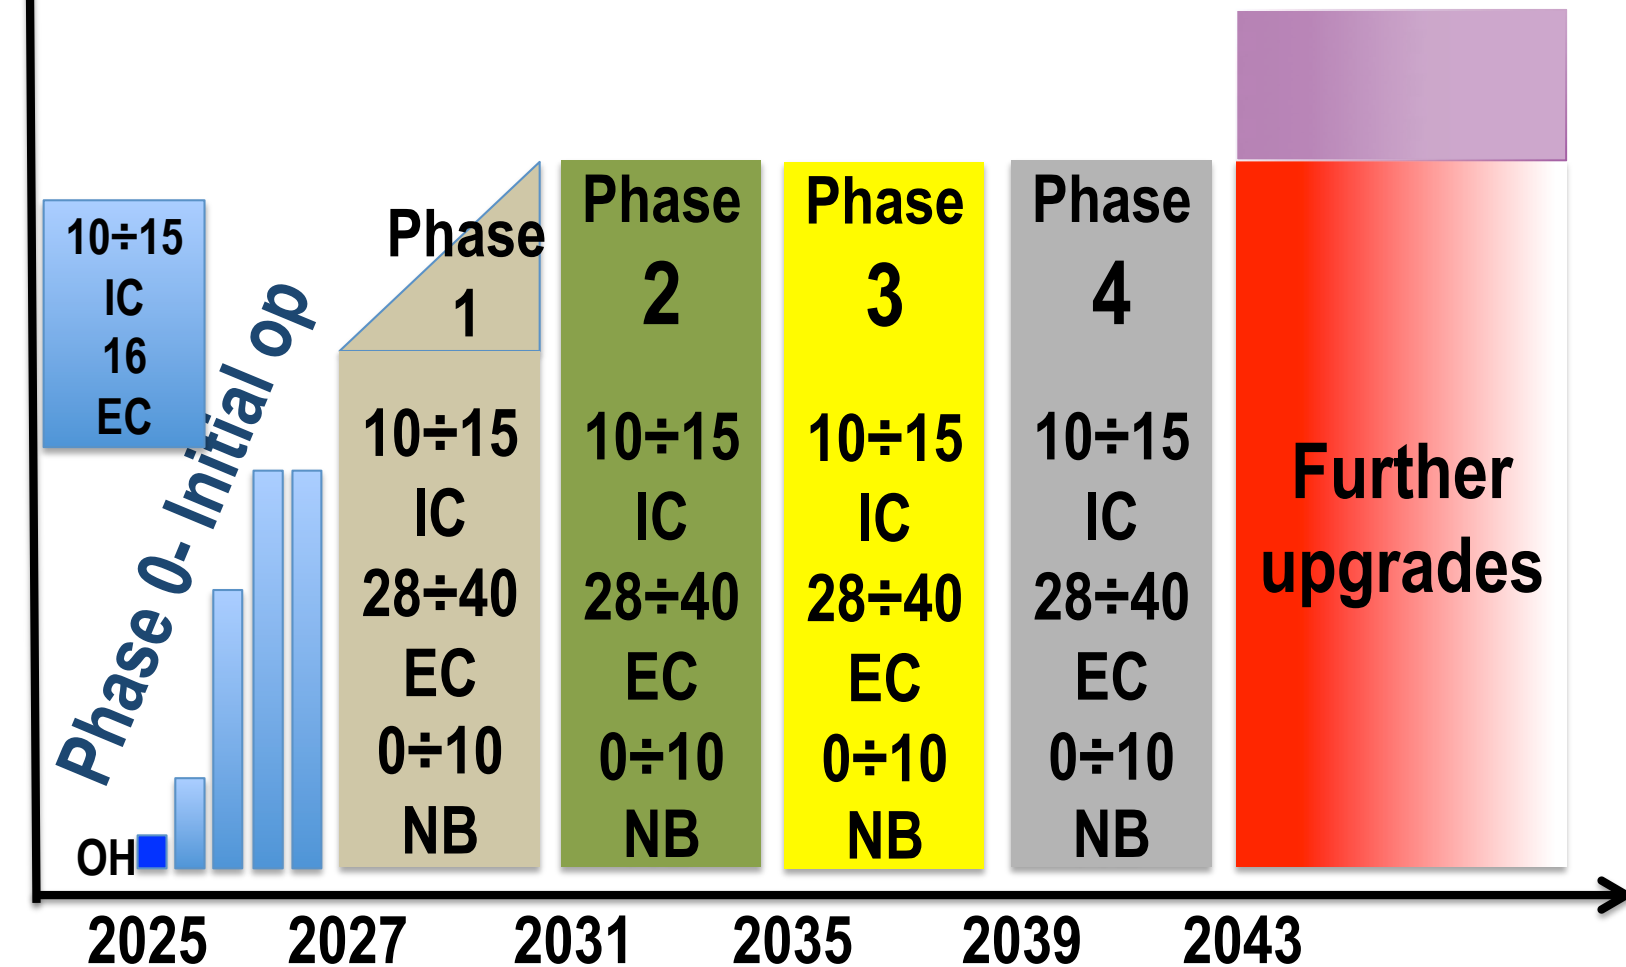 10÷15
IC
16
EC
Phase 0- Initial op
OH
Phase
1
10÷15
IC
28÷40
EC
0÷10
NB
Phase
2
10÷15
IC
28÷40
EC
0÷10
NB
Phase
3
10÷15
IC
28÷40
EC
0÷10
NB
Phase
4
10÷15
IC
28÷40
EC
0÷10
NB
Further
upgrades
2025 2027 2031 2035 2039 2043